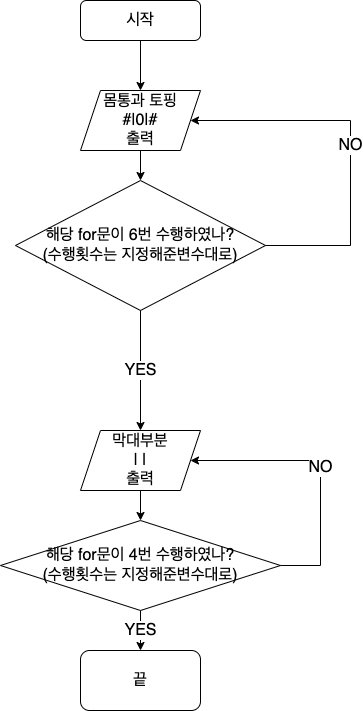 시작
몸통과 토핑
#|0|#
출력
NO
해당 for문이 6번 수행하였나?
(수행횟수는 지정해준변수대로)
YES
막대부분
| |
출력
NO
해당 for문이 4번 수행하였나?
(수행횟수는 지정해준변수대로)
YES
끝